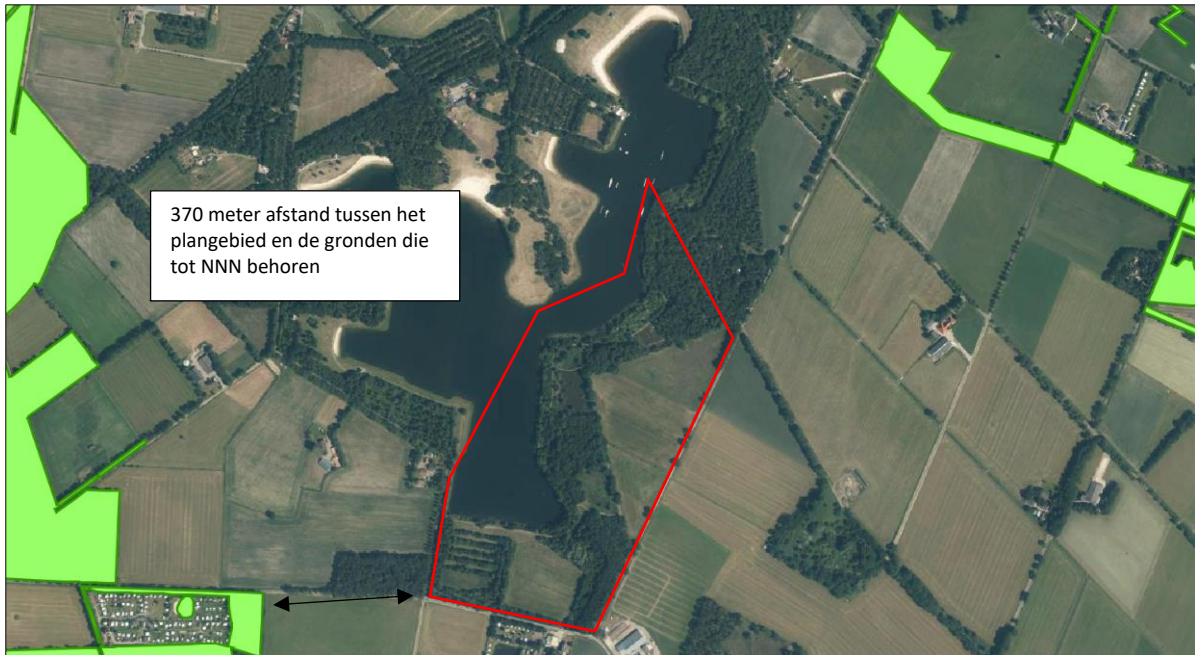 370 meter afstand tussen het
plangebied en de gronden die
tot NNN behoren